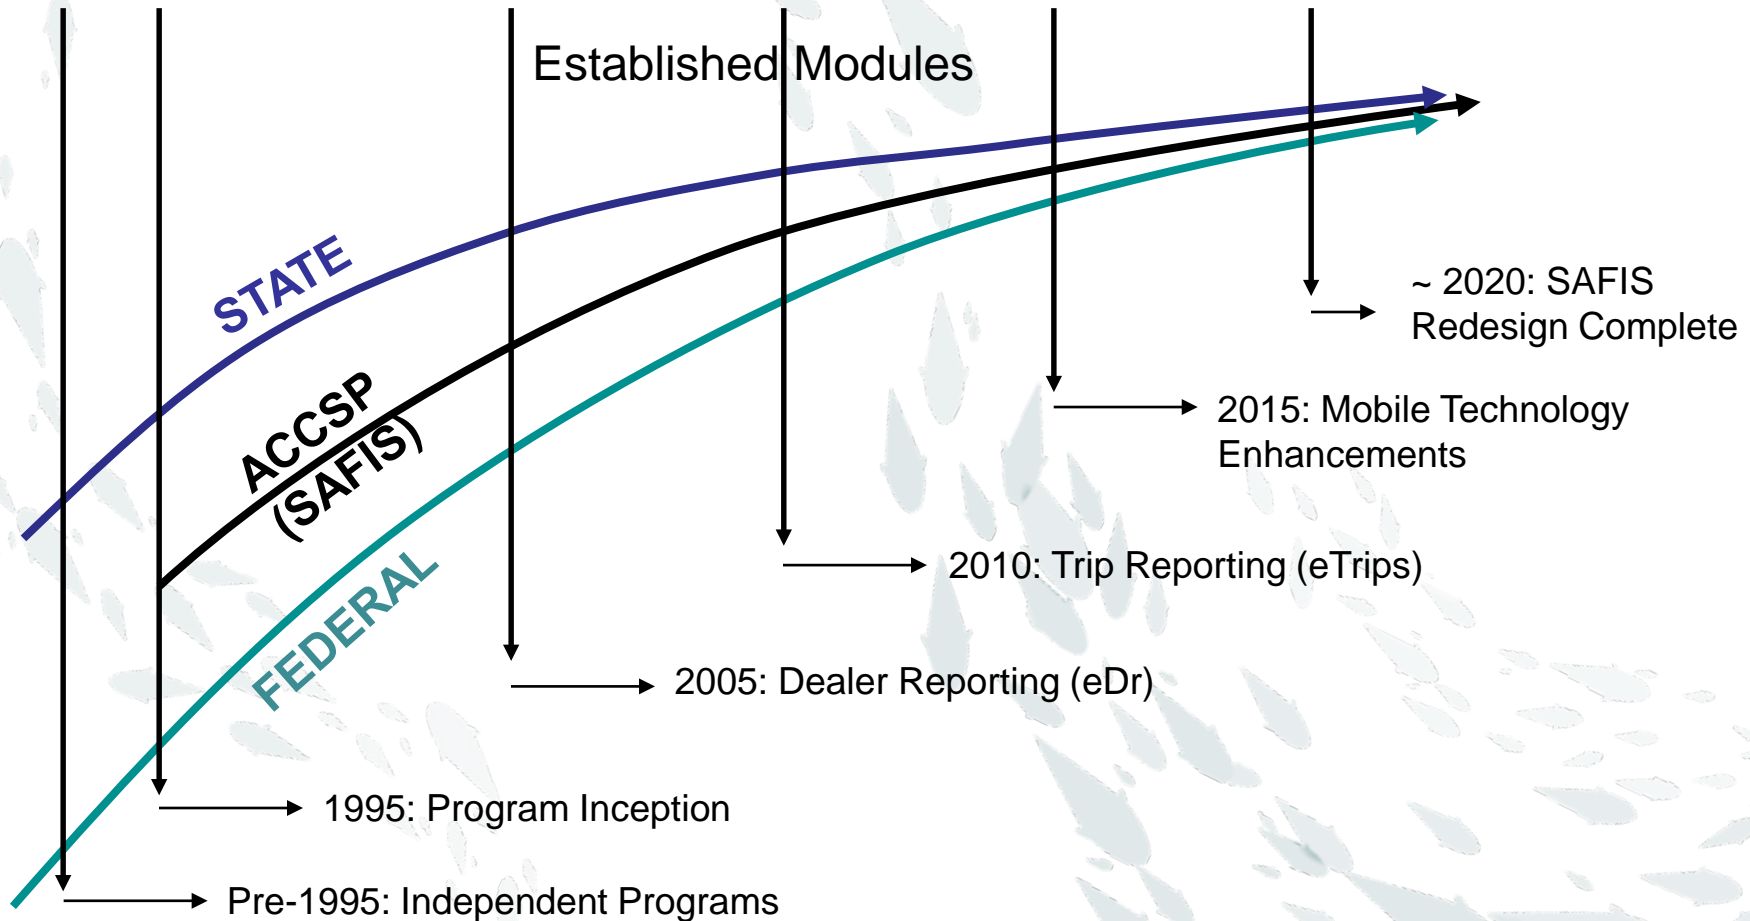 Established Modules
STATE
ACCSP
(SAFIS)
FEDERAL
~ 2020: SAFIS
Redesign Complete
2015: Mobile Technology
Enhancements
2010: Trip Reporting (eTrips)
2005: Dealer Reporting (eDr)
1995: Program Inception
Pre-1995: Independent Programs